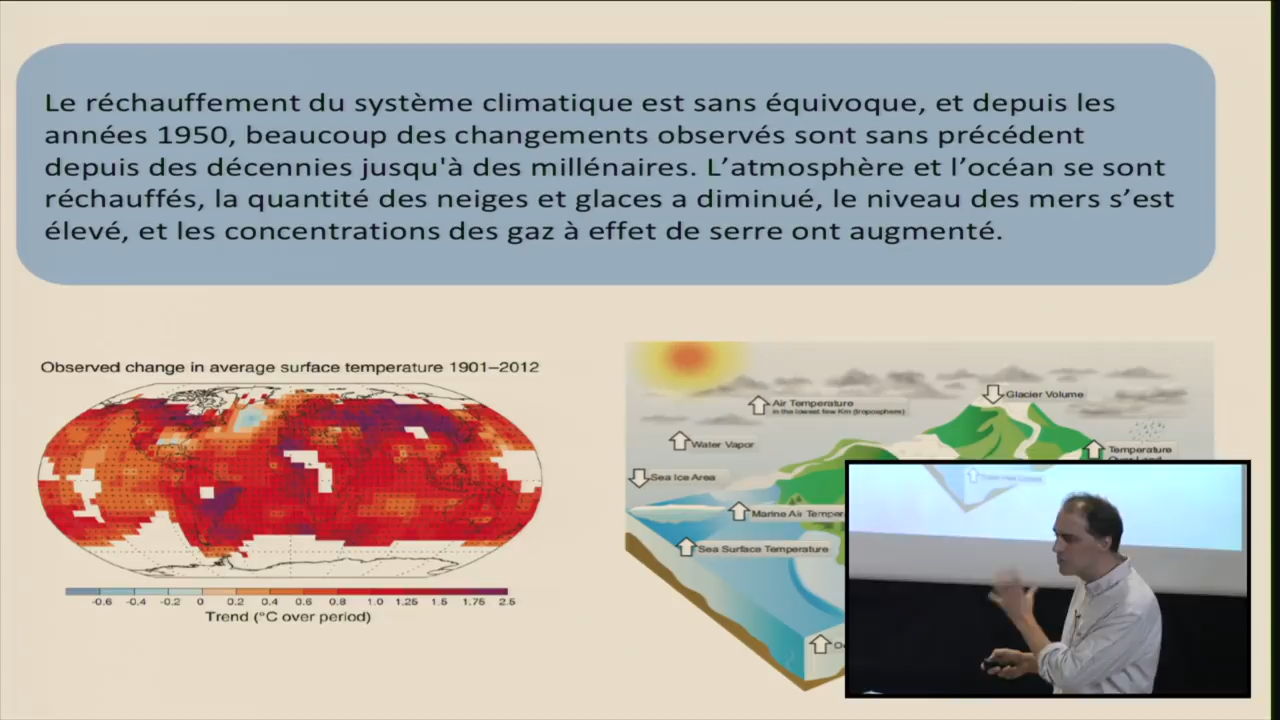 Le réchauffement du système climatique est sans équivoque, et depuis les
années 1950, beaucoup des changements observés sont sans précédent
depuis des décennies jusqu'à des millénaires. L’atmosphère et l’océan se sont
réchauffés, la quantité des neiges et glaces a diminué, le niveau des mers s’est
élevé, et les concentrations des gaz à effet de serre ont augmenté.
Observed change in average surface temperature 1901–2012
-0.6 -0.4 -0.2 0 0.2 0.4 0.6 0.8 1.0 1.25 1.5 1.75 2.5
Trend (°C over period)
Glacier Volume
Air Temperature
in the lowest few Km (troposphere)
Water Vapor
Temperature
Over Land
Sea Ice Area
Marine Air Temper
Sea Surface Temperature